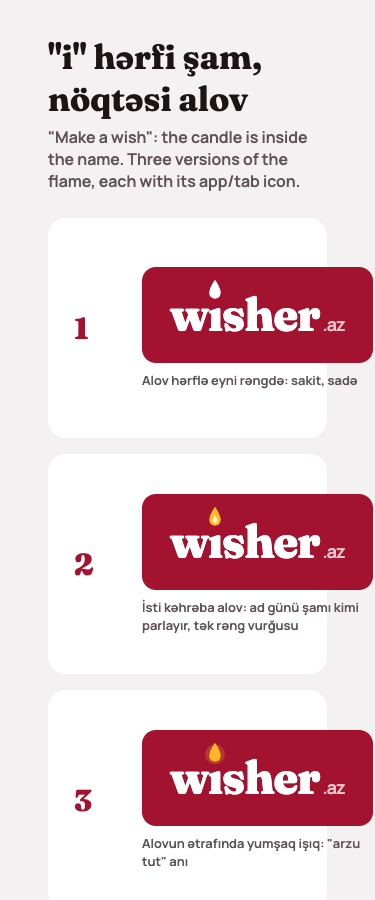 "i" hərfi şam,
nöqtəsi alov
"Make a wish": the candle is inside
the name. Three versions of the
flame, each with its app/tab icon.
1
wisher.az
Alov hərflə eyni rəngdə: sakit, sadə
2
wisher.az
İsti kəhrəba alov: ad günü şamı kimi
parlayır, tək rəng vurğusu
3
wisher.az
Alovun ətrafında yumşaq işıq: "arzu
tut" anı